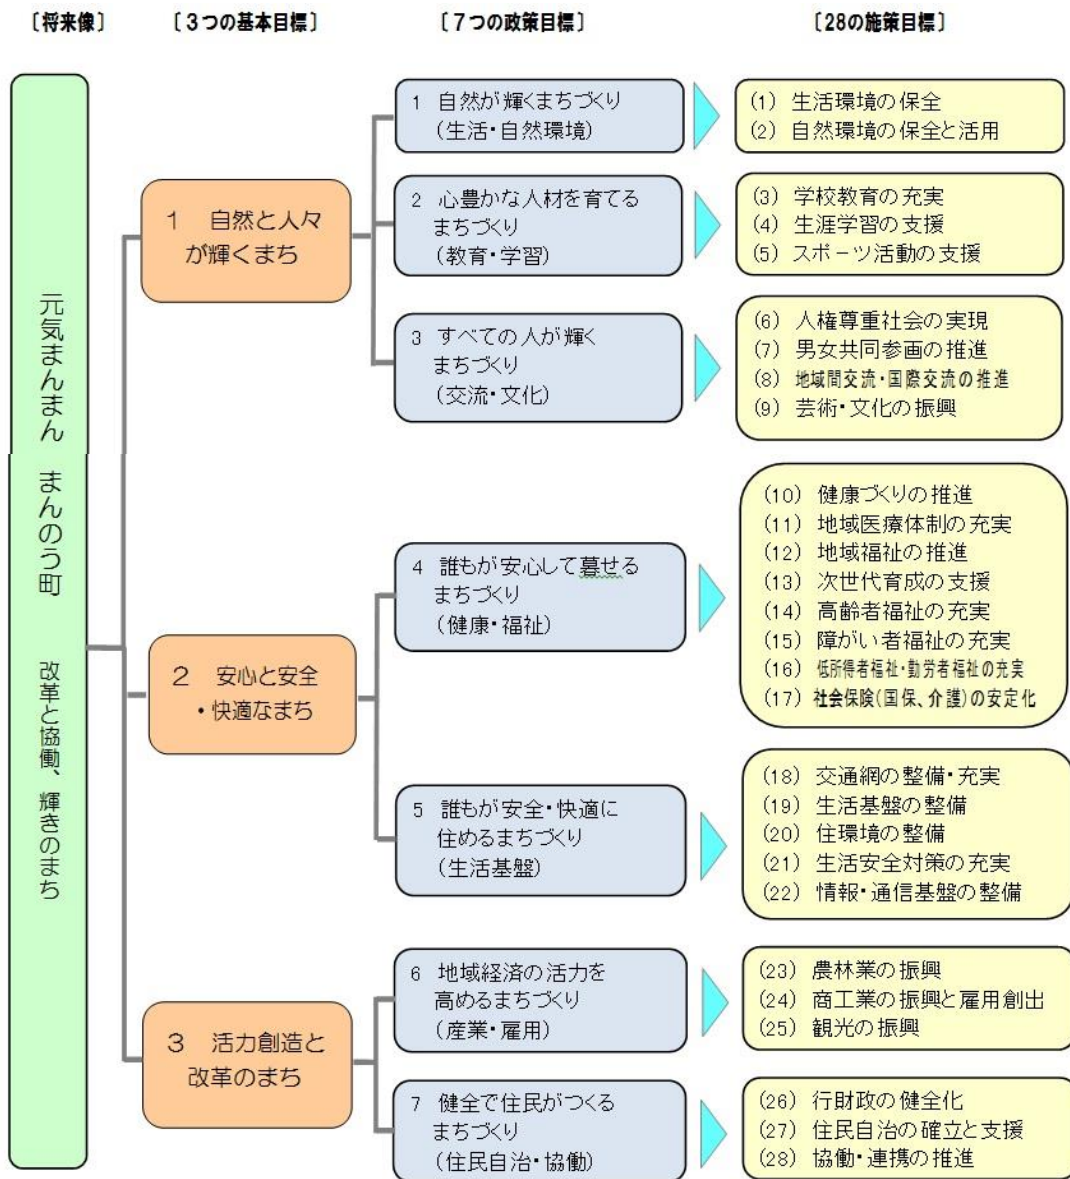 〔将来像〕
〔3つの基本目標〕
〔7つの政策目標〕
〔28の施策目標〕
元気まんまん　まんのう町　　改革と協働、輝きのまち
1　自然と人々
が輝くまち
1　自然が輝くまちづくり
(生活・自然環境)
(1)　生活環境の保全
(2)　自然環境の保全と活用
2　心豊かな人材を育てる
まちづくり
(教育・学習)
(3)　学校教育の充実
(4)　生涯学習の支援
(5)　スポーツ活動の支援
3　すべての人が輝く
まちづくり
(交流・文化)
(6)　人権尊重社会の実現
(7)　男女共同参画の推進
(8)　地域間交流・国際交流の推進
(9)　芸術・文化の振興
2　安心と安全
・快適なまち
4　誰もが安心して暮せる
まちづくり
(健康・福祉)
(10)　健康づくりの推進
(11)　地域医療体制の充実
(12)　地域福祉の推進
(13)　次世代育成の支援
(14)　高齢者福祉の充実
(15)　障がい者福祉の充実
(16)　低所得者福祉・勤労者福祉の充実
(17)　社会保険(国保、介護)の安定化
5　誰もが安全・快適に
住めるまちづくり
(生活基盤)
(18)　交通網の整備・充実
(19)　生活基盤の整備
(20)　住環境の整備
(21)　生活安全対策の充実
(22)　情報・通信基盤の整備
3　活力創造と
改革のまち
6　地域経済の活力を
高めるまちづくり
(産業・雇用)
(23)　農林業の振興
(24)　商工業の振興と雇用創出
(25)　観光の振興
7　健全で住民がつくる
まちづくり
(住民自治・協働)
(26)　行財政の健全化
(27)　住民自治の確立と支援
(28)　協働・連携の推進